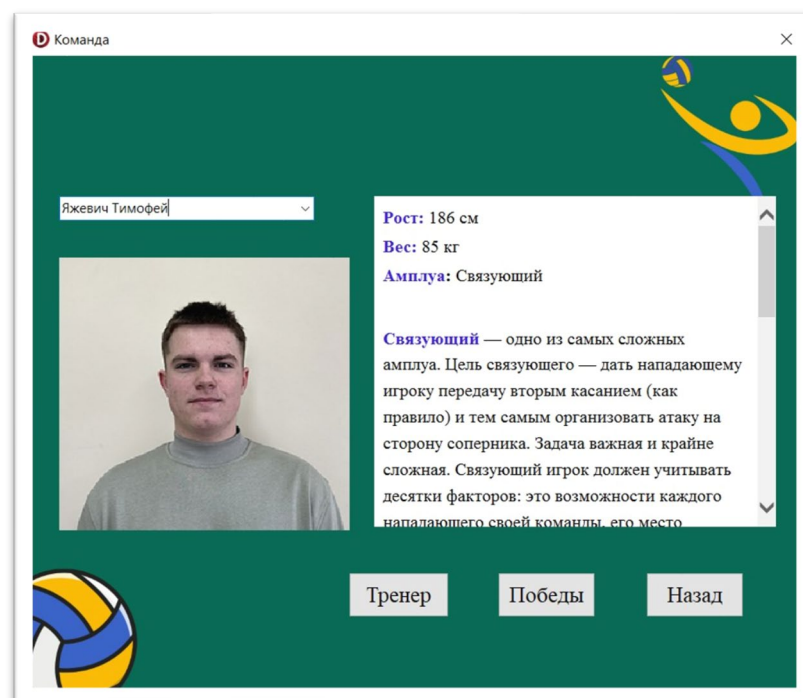 Команда
Яжевич Тимофей
Рост: 186 см
Вес: 85 кг
Амплуа: Связующий
Связующий — одно из самых сложных
амплуа. Цель связующего — дать нападающему
игроку передачу вторым касанием (как
правило) и тем самым организовать атаку на
сторону соперника. Задача важная и крайне
сложная. Связующий игрок должен учитывать
десятки факторов: это возможности каждого
нападающего своей команды, его место
Тренер
Победы
Назад